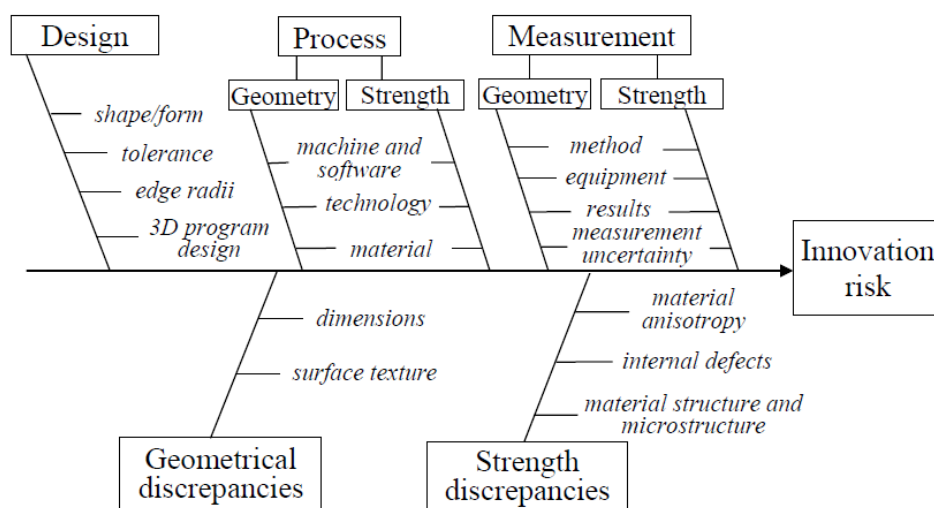 Design
Process
Measurement
Geometry
Strength
Geometry
Strength
shape/form
tolerance
edge radii
3D program
design
machine and
software
technology
material
method
equipment
results
measurement
uncertainty
Innovation
risk
dimensions
surface texture
material
anisotropy
internal defects
material structure and
microstructure
Geometrical
discrepancies
Strength
discrepancies